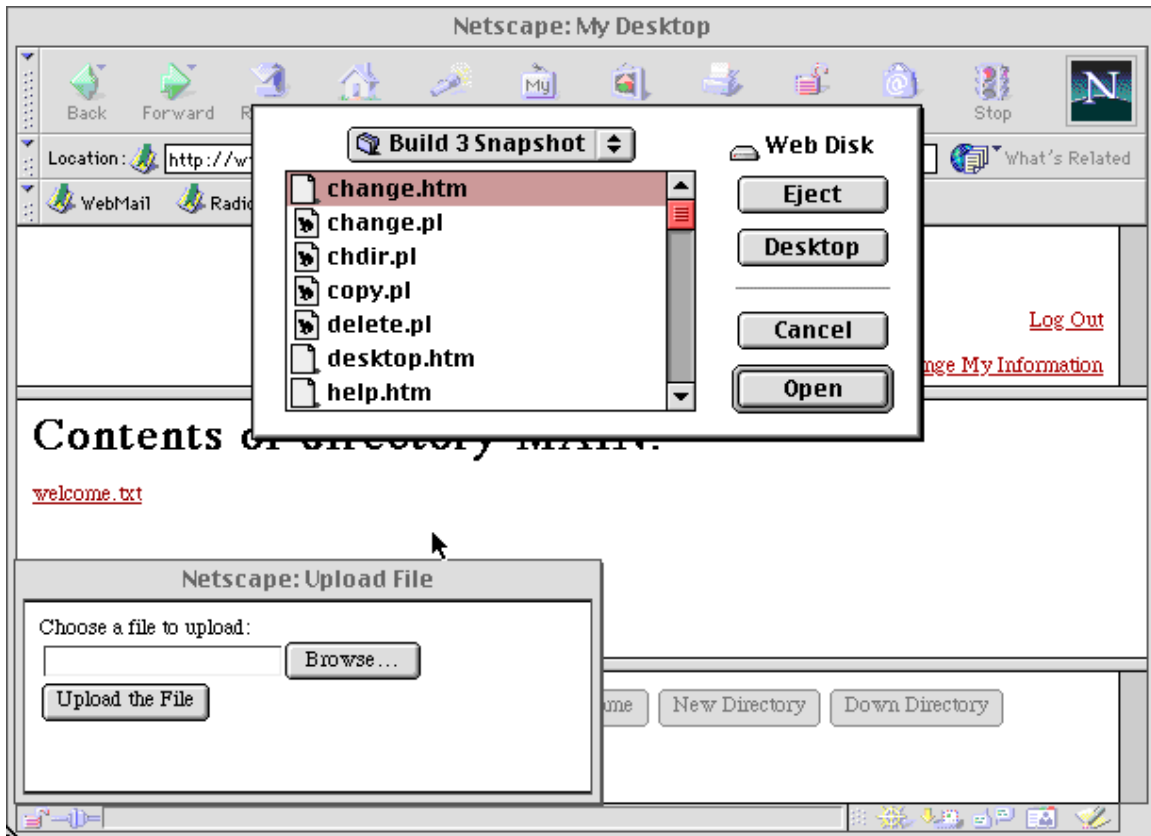 Netscape: My Desktop
Back Forward R Stop N
My
Build 3 Snapshot Web Disk
Location: http://w What's Related
change.htm Eject
WebMail Radio
change.pl
chdir.pl Desktop
copy.pl
delete.pl Cancel Log Out
desktop.htm nge My Information
help.htm Open
Contents of directory MAIN:
welcome.txt
Netscape: Upload File
Choose a file to upload:
Browse...
Upload the File ame New Directory Down Directory